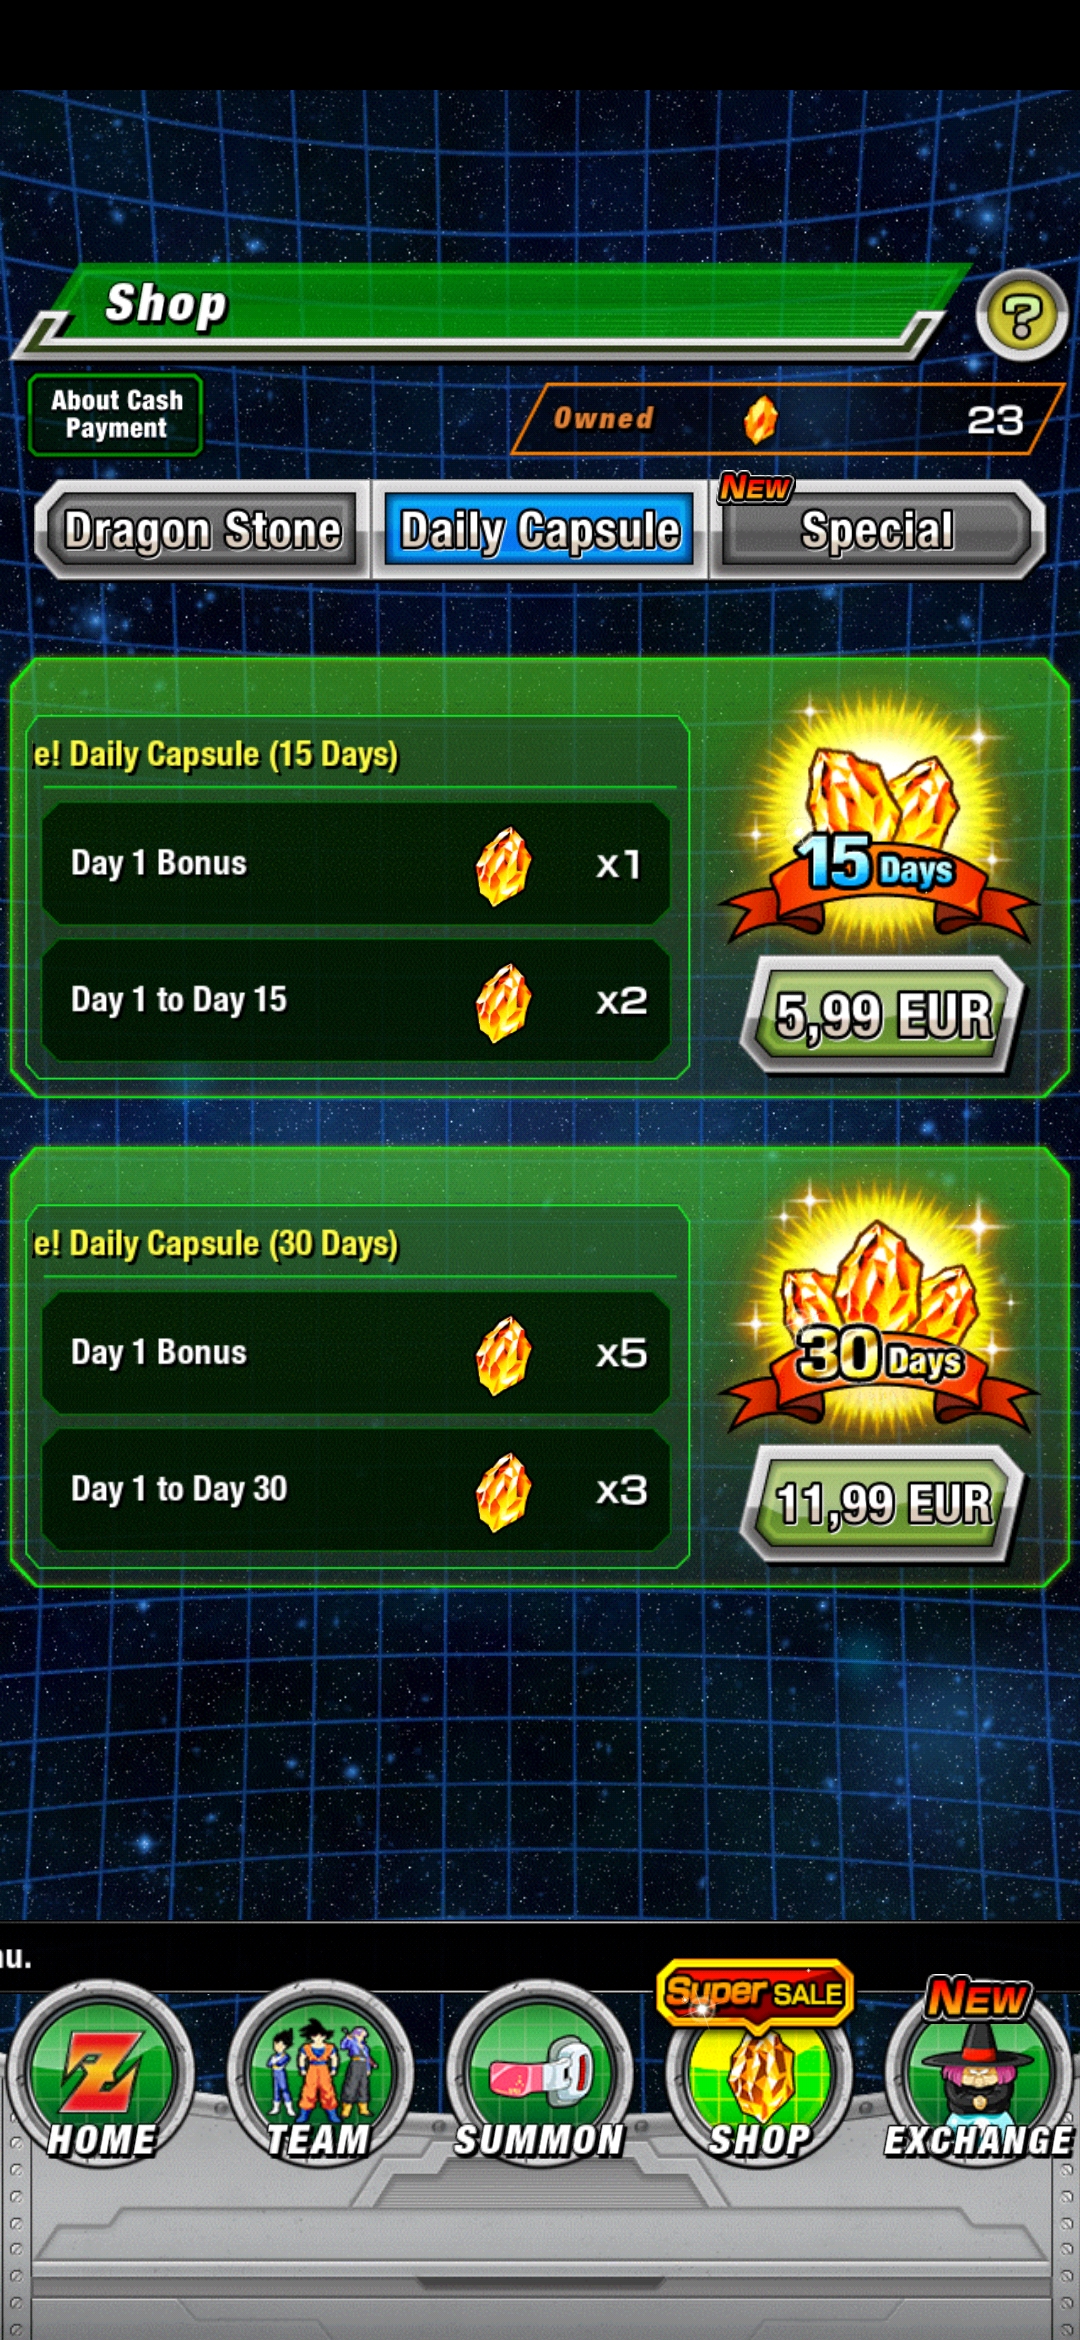 Shop
?
About Cash
Payment
Owned
23
Dragon Stone
Daily Capsule
New
Special
e! Daily Capsule (15 Days)
Day 1 Bonus
x1
Day 1 to Day 15
x2
15 Days
5,99 EUR
e! Daily Capsule (30 Days)
Day 1 Bonus
x5
Day 1 to Day 30
x3
30 Days
11,99 EUR
nu.
Super SALE
New
Z
HOME
TEAM
SUMMON
SHOP
EXCHANGE